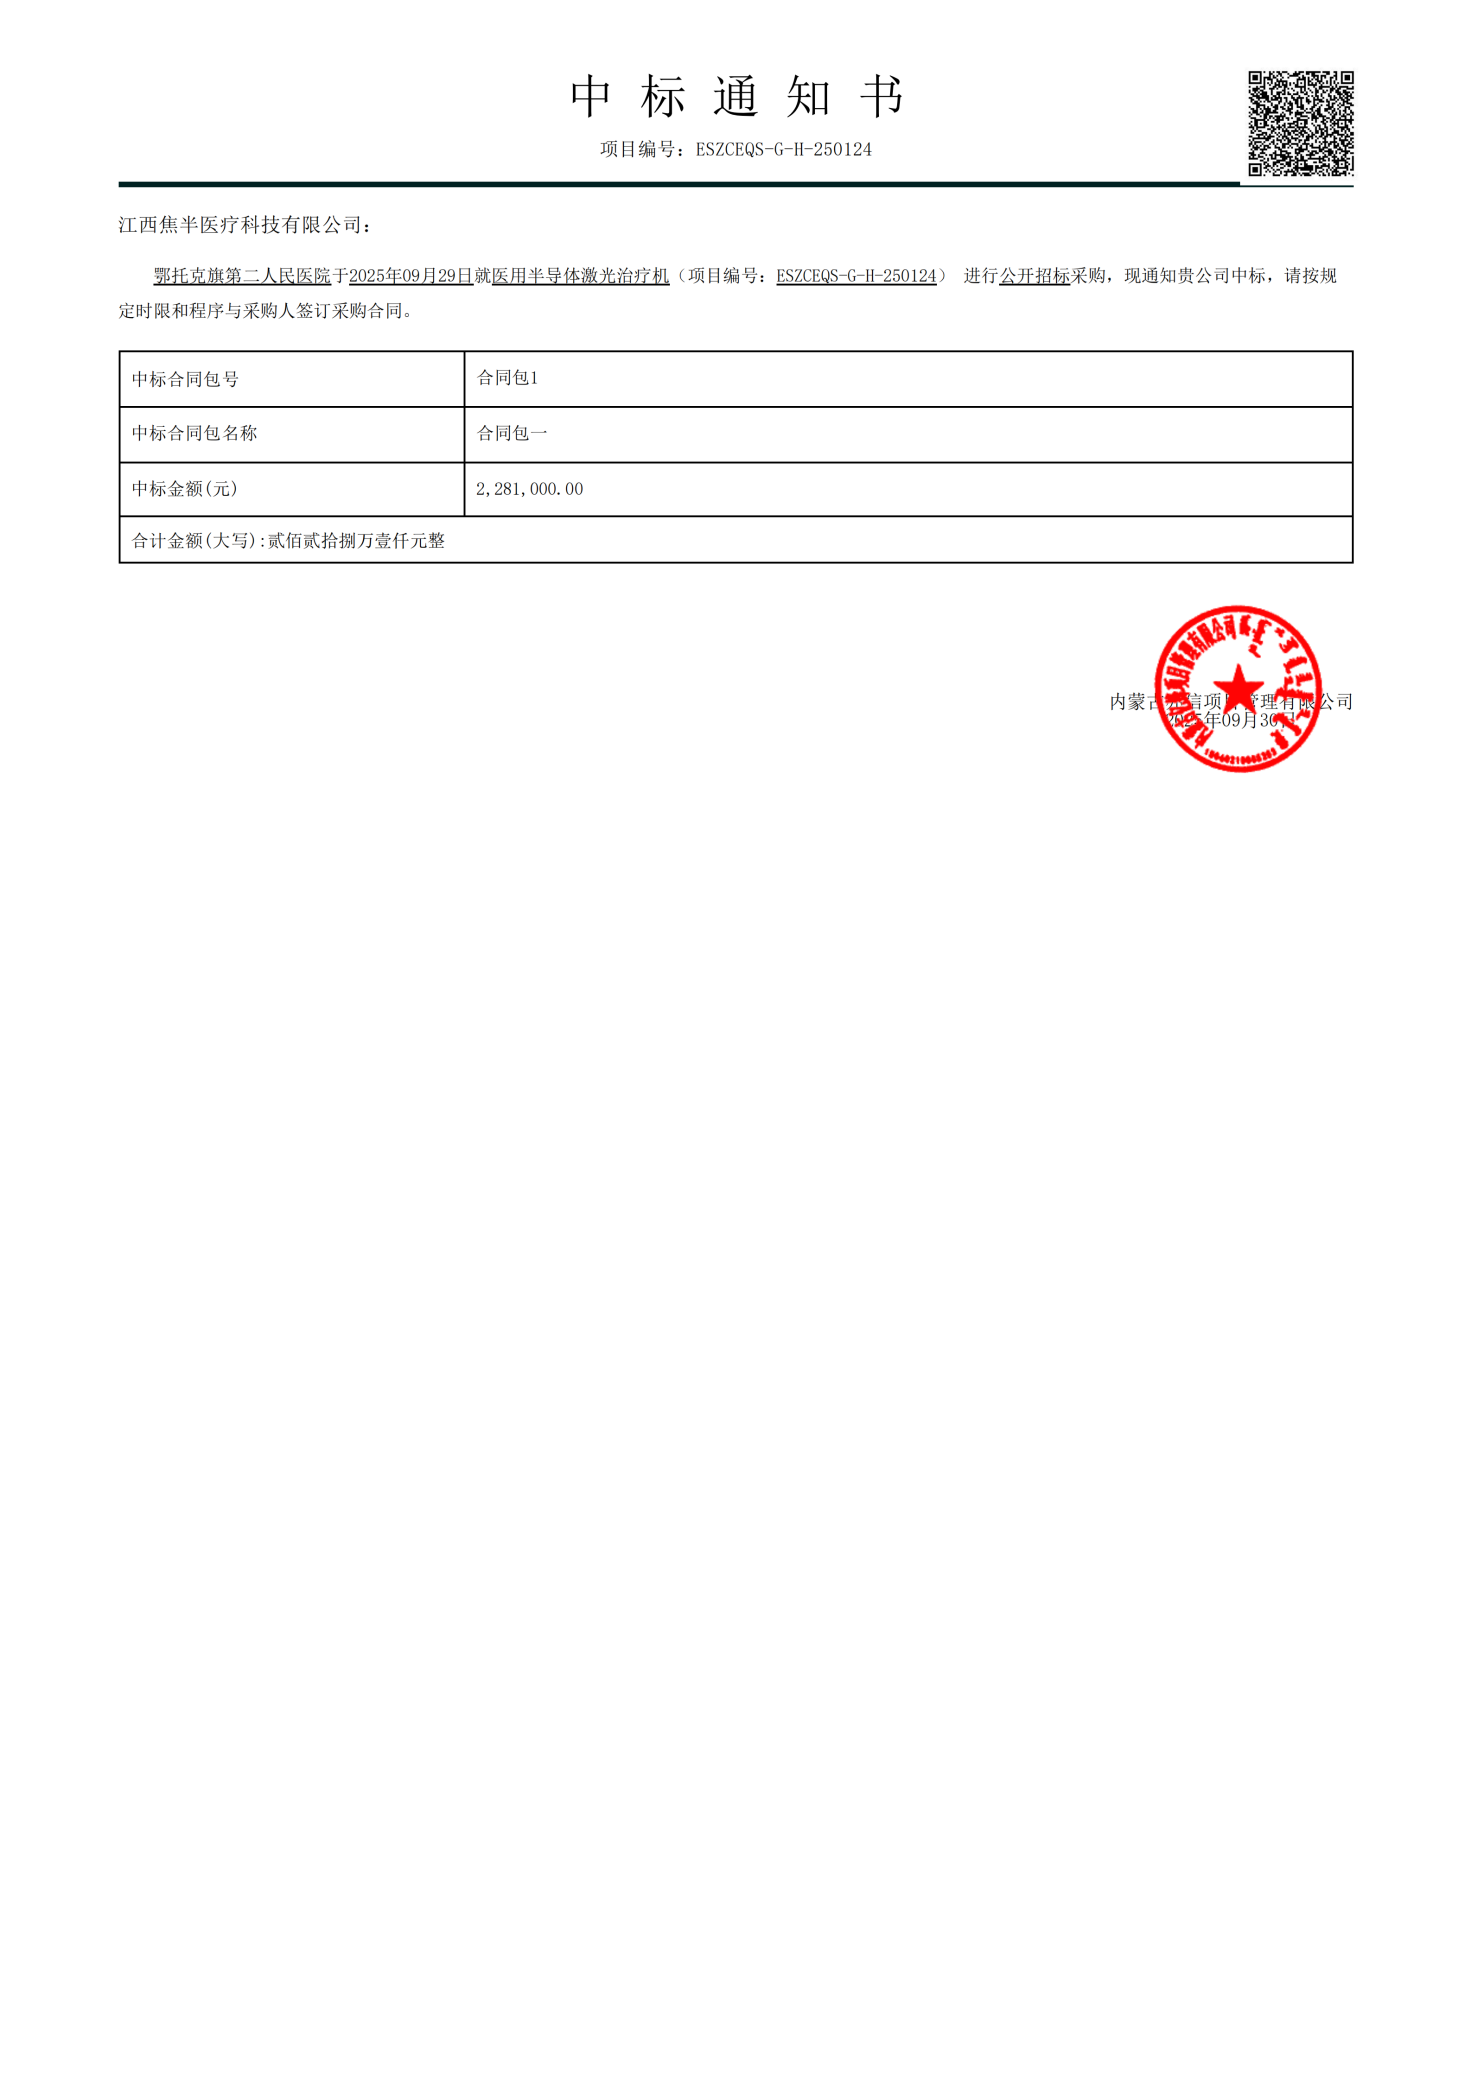 中标通知书
项目编号：ESZCEQS-G-H-250124
江西焦半医疗科技有限公司：
鄂托克旗第二人民医院于2025年09月29日就医用半导体激光治疗机（项目编号：ESZCEQS-G-H-250124） 进行公开招标采购，现通知贵公司中标，请按规
定时限和程序与采购人签订采购合同。
中标合同包号 合同包1
中标合同包名称 合同包一
中标金额(元) 2,281,000.00
合计金额(大写):贰佰贰拾捌万壹仟元整
内蒙古 信项目管理有限公司
2025年09月30日